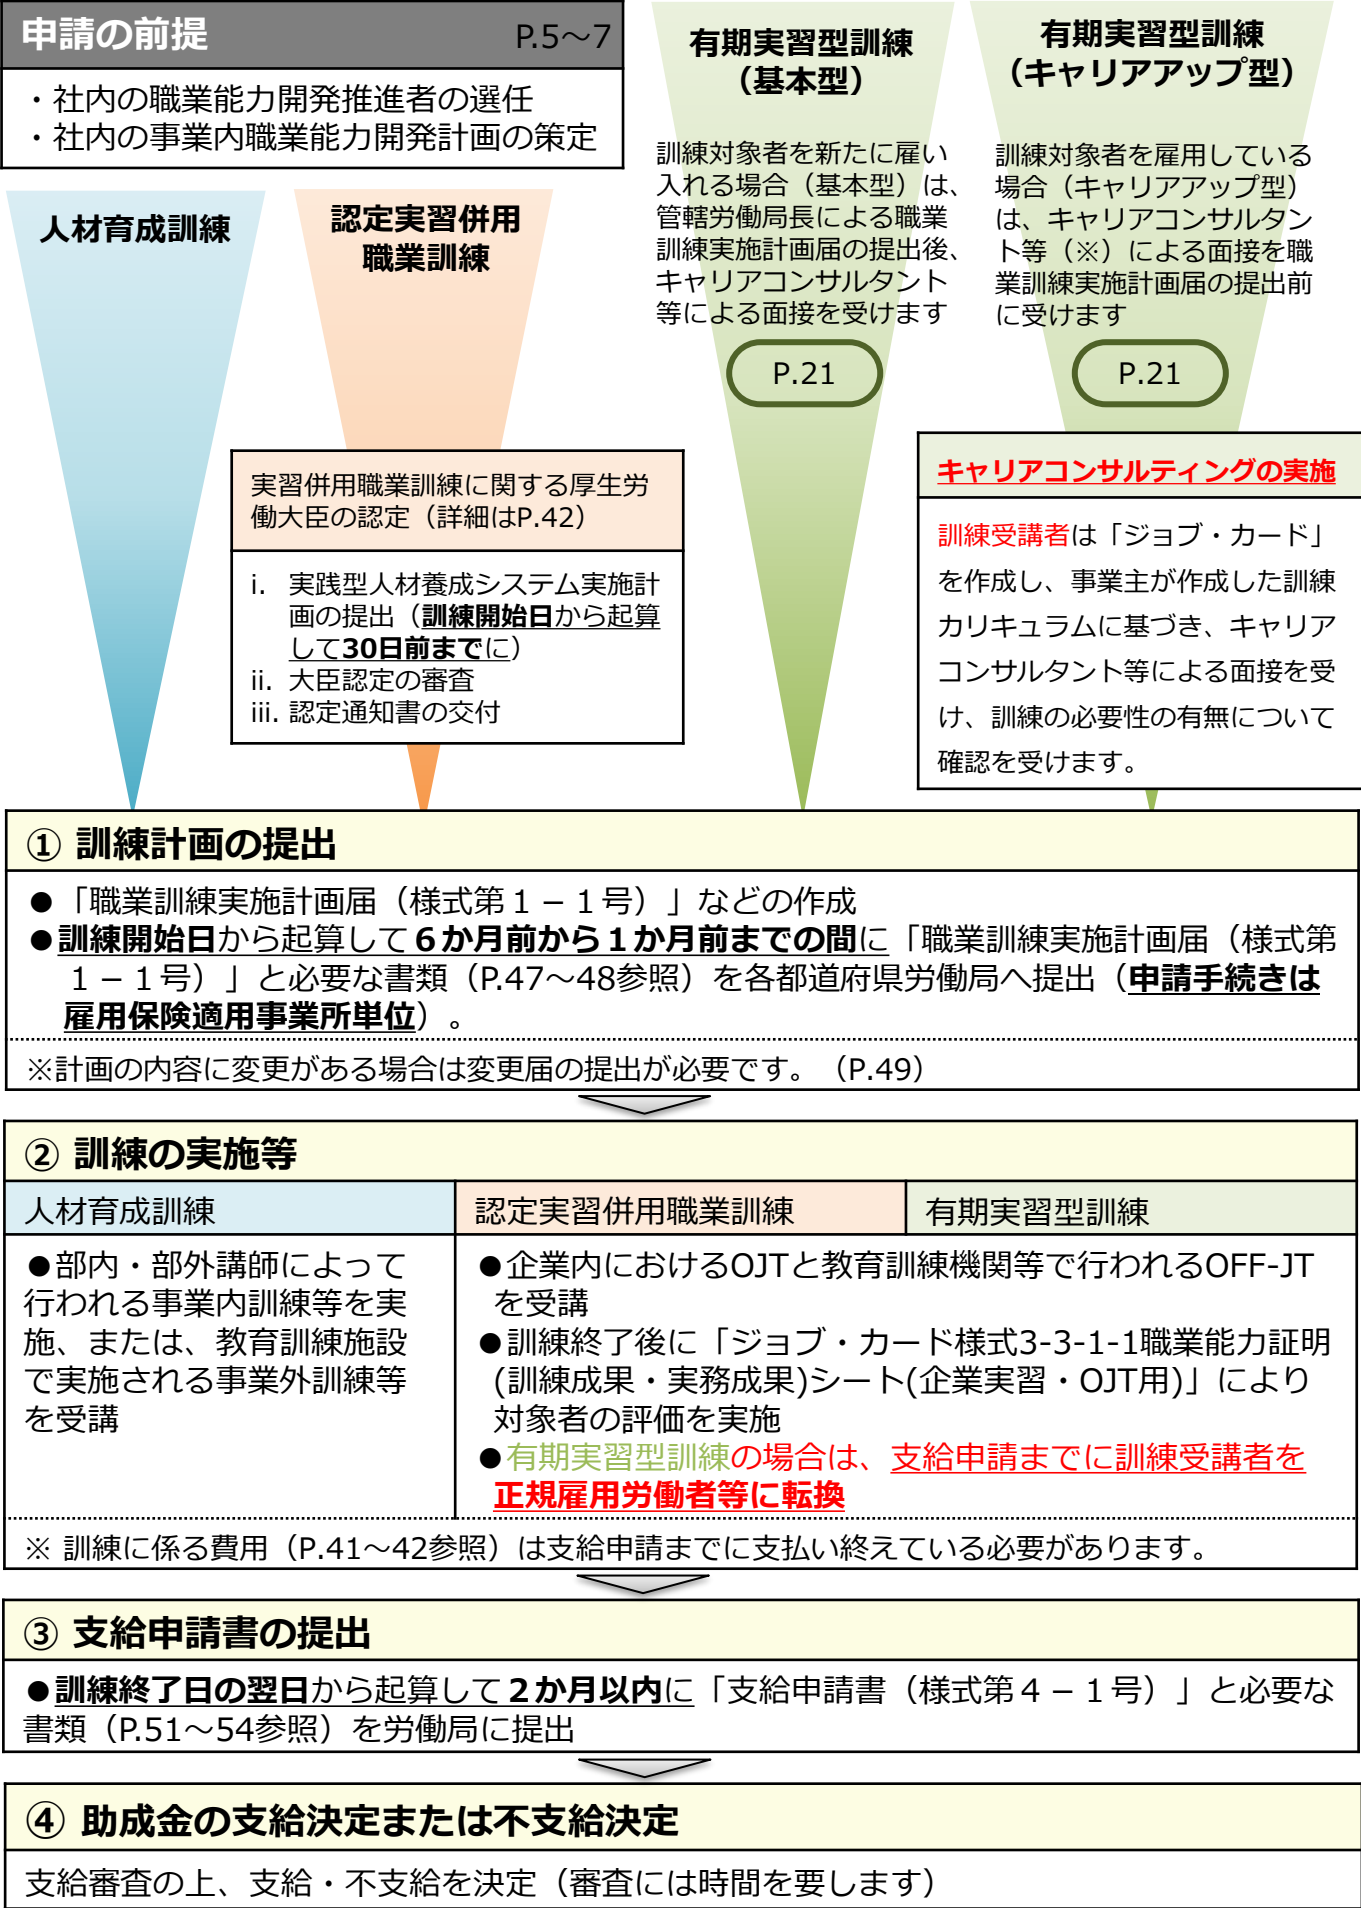 申請の前提 P.5～7
・社内の職業能力開発推進者の選任
・社内の事業内職業能力開発計画の策定
人材育成訓練
認定実習併用
職業訓練
有期実習型訓練
（基本型）
訓練対象者を新たに雇い
入れる場合（基本型）は、
管轄労働局長による職業
訓練実施計画届の提出後、
キャリアコンサルタント
等による面接を受けます
P.21
有期実習型訓練
（キャリアアップ型）
訓練対象者を雇用している
場合（キャリアアップ型）
は、キャリアコンサルタン
ト等（※）による面接を職
業訓練実施計画届の提出前
に受けます
P.21
実習併用職業訓練に関する厚生労
働大臣の認定（詳細はP.42）
i. 実践型人材養成システム実施計
画の提出（訓練開始日から起算
して30日前までに）
ii. 大臣認定の審査
iii. 認定通知書の交付
キャリアコンサルティングの実施
訓練受講者は「ジョブ・カード」
を作成し、事業主が作成した訓練
カリキュラムに基づき、キャリア
コンサルタント等による面接を受
け、訓練の必要性の有無について
確認を受けます。
① 訓練計画の提出
●「職業訓練実施計画届（様式第１－１号）」などの作成
●訓練開始日から起算して６か月前から１か月前までの間に「職業訓練実施計画届（様式第
１－１号）」と必要な書類（P.47～48参照）を各都道府県労働局へ提出（申請手続きは
雇用保険適用事業所単位）。
※計画の内容に変更がある場合は変更届の提出が必要です。（P.49）
② 訓練の実施等
人材育成訓練
認定実習併用職業訓練
有期実習型訓練
●部内・部外講師によって
行われる事業内訓練等を実
施、または、教育訓練施設
で実施される事業外訓練等
を受講
●企業内におけるOJTと教育訓練機関等で行われるOFF-JT
を受講
●訓練終了後に「ジョブ・カード様式3-3-1-1職業能力証明
(訓練成果・実務成果)シート(企業実習・OJT用)」により
対象者の評価を実施
●有期実習型訓練の場合は、支給申請までに訓練受講者を
正規雇用労働者等に転換
※ 訓練に係る費用（P.41～42参照）は支給申請までに支払い終えている必要があります。
③ 支給申請書の提出
●訓練終了日の翌日から起算して２か月以内に「支給申請書（様式第４－１号）」と必要な
書類（P.51～54参照）を労働局に提出
④ 助成金の支給決定または不支給決定
支給審査の上、支給・不支給を決定（審査には時間を要します）